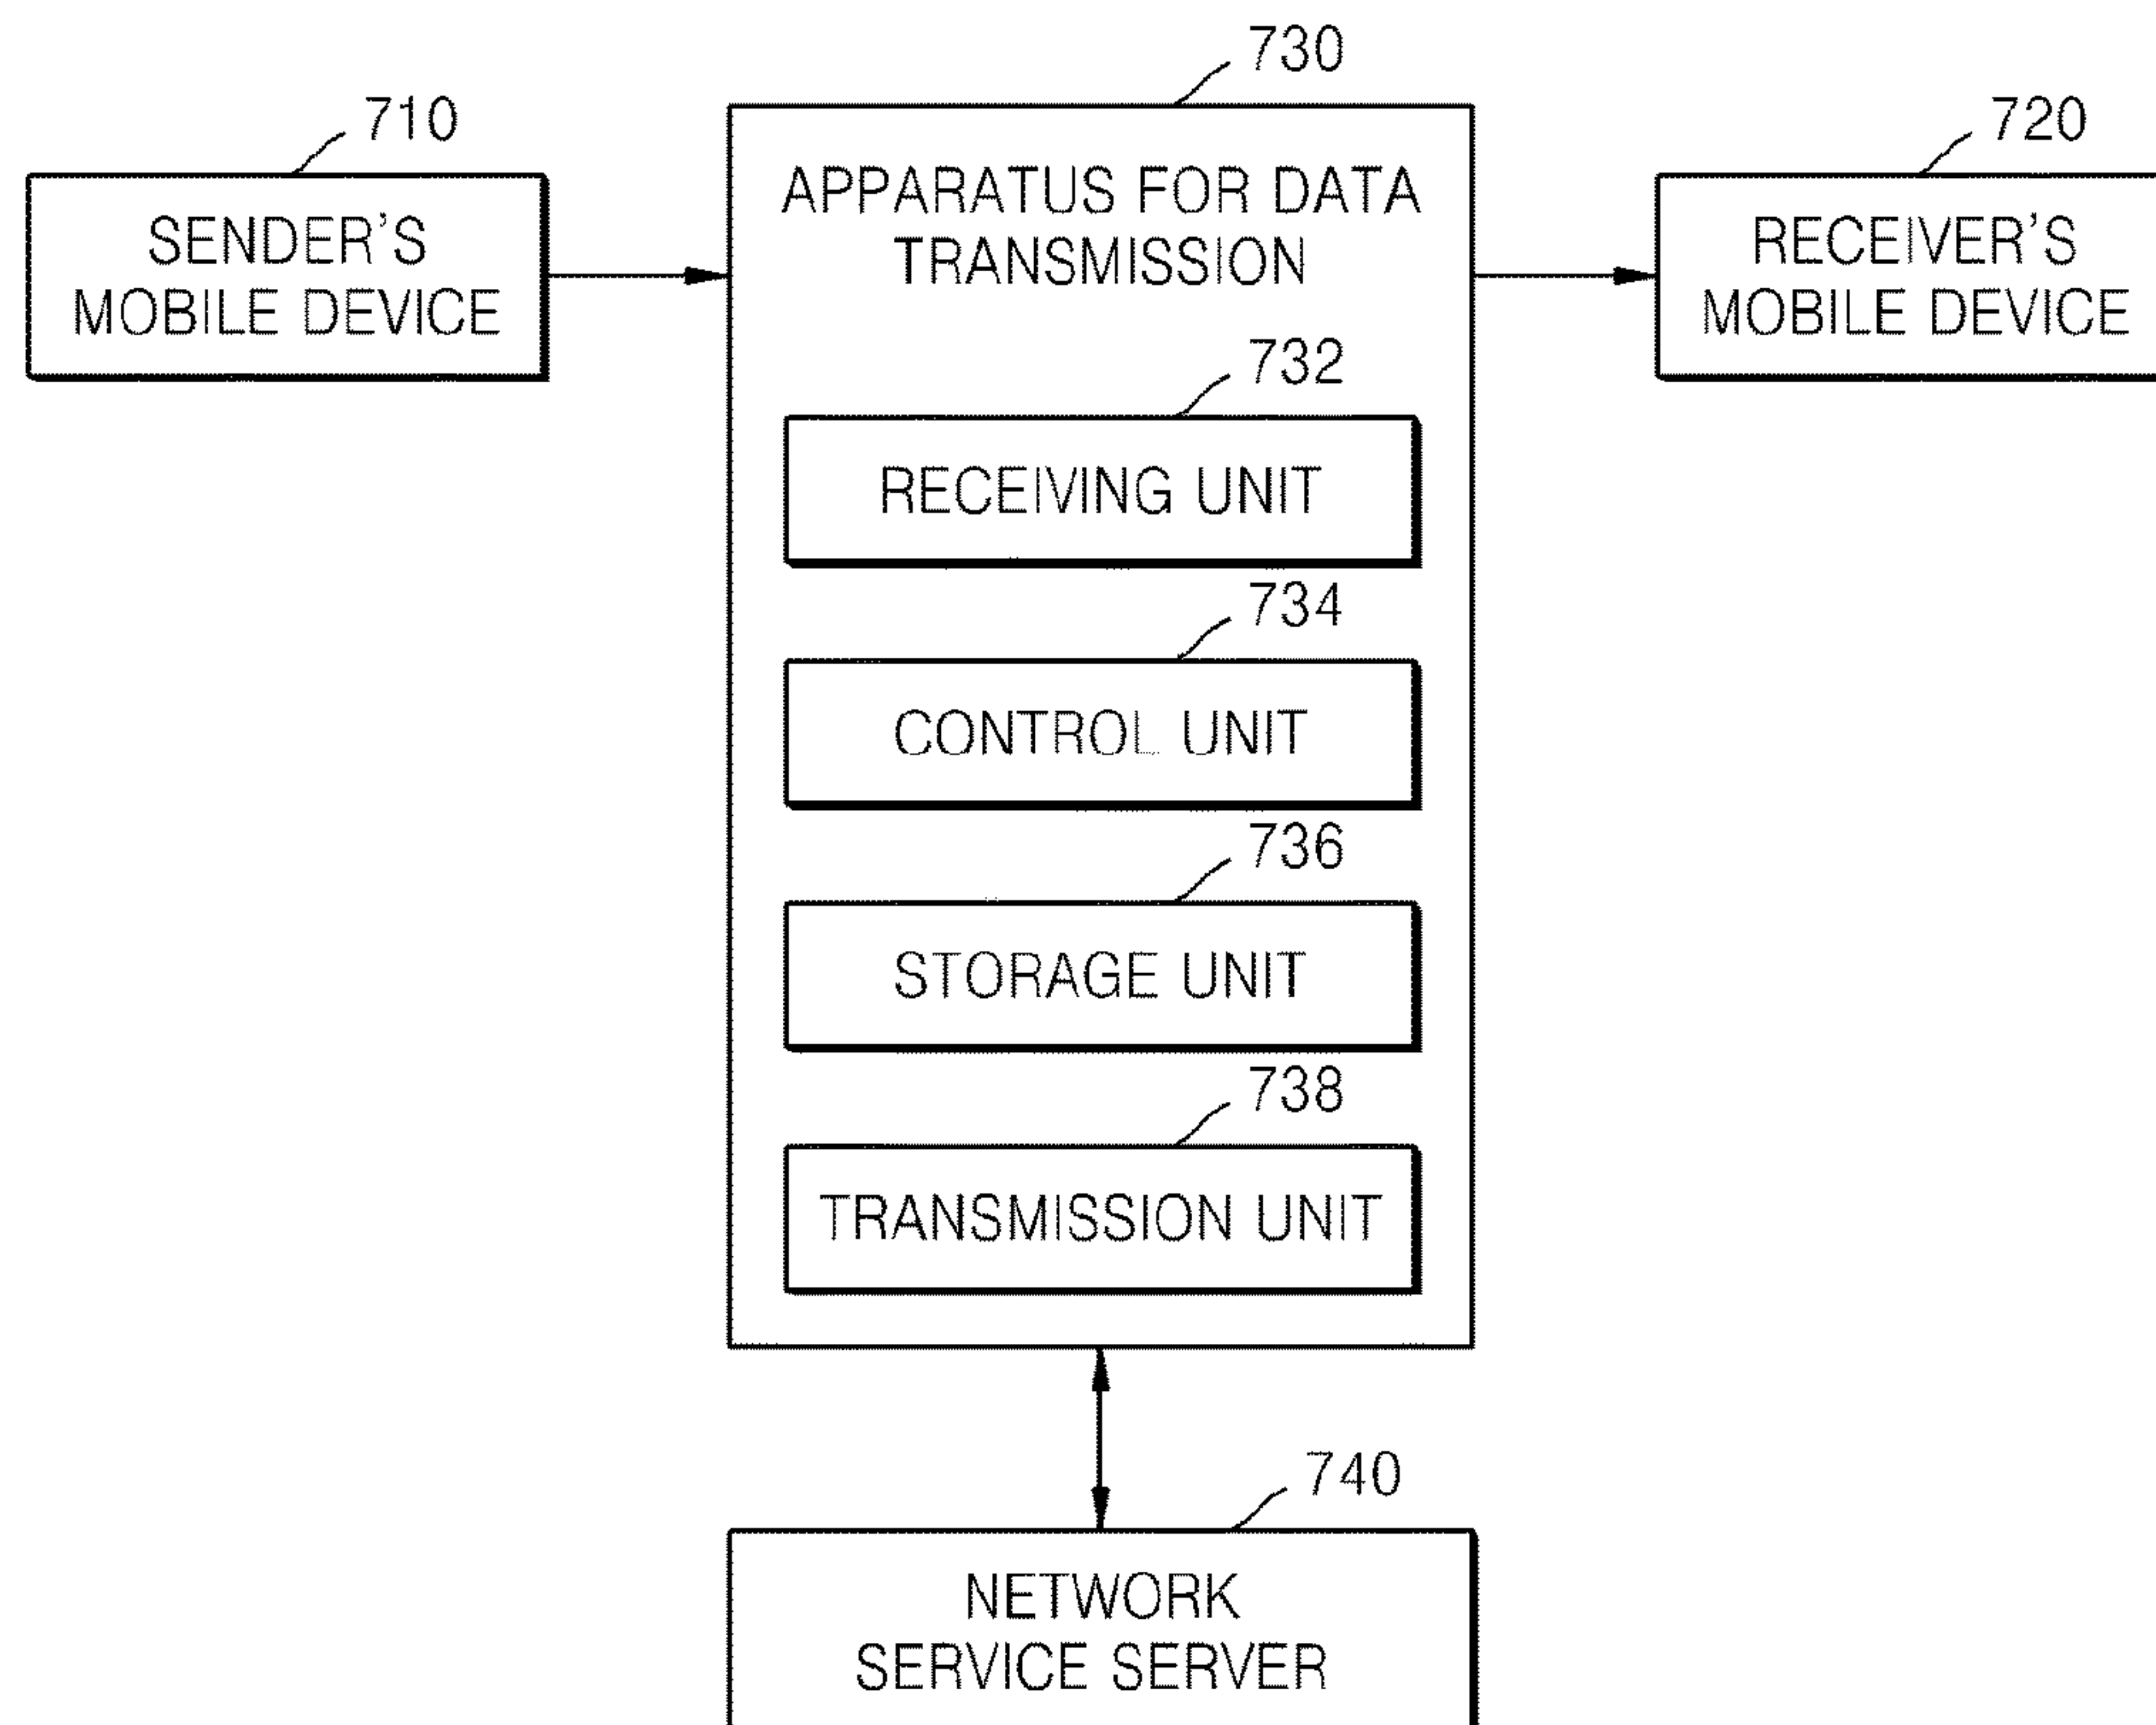 730
710
720
APPARATUS FOR DATA
TRANSMISSION
SENDER'S
MOBILE DEVICE
RECEIVER'S
MOBILE DEVICE
732
RECEIVING UNIT
734
CONTROL UNIT
736
STORAGE UNIT
738
TRANSMISSION UNIT
740
NETWORK
SERVICE SERVER